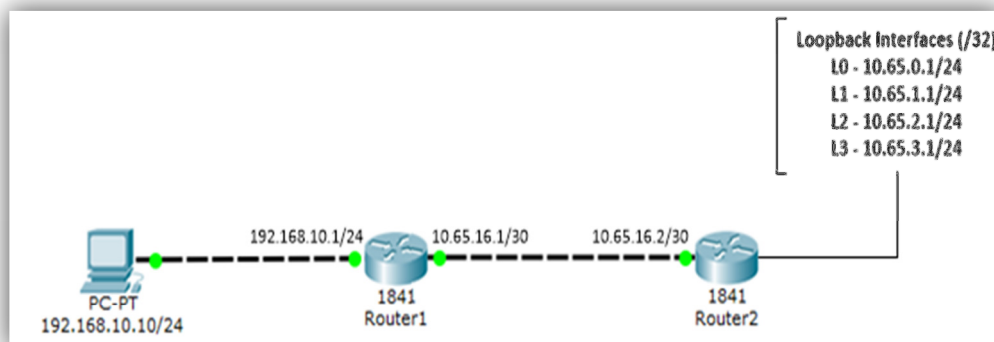 Loopback Interfaces (/32)
L0 - 10.65.0.1/24
L1 - 10.65.1.1/24
L2 - 10.65.2.1/24
L3 - 10.65.3.1/24
192.168.10.1/24
10.65.16.1/30
10.65.16.2/30
PC-PT
192.168.10.10/24
1841
Router1
1841
Router2